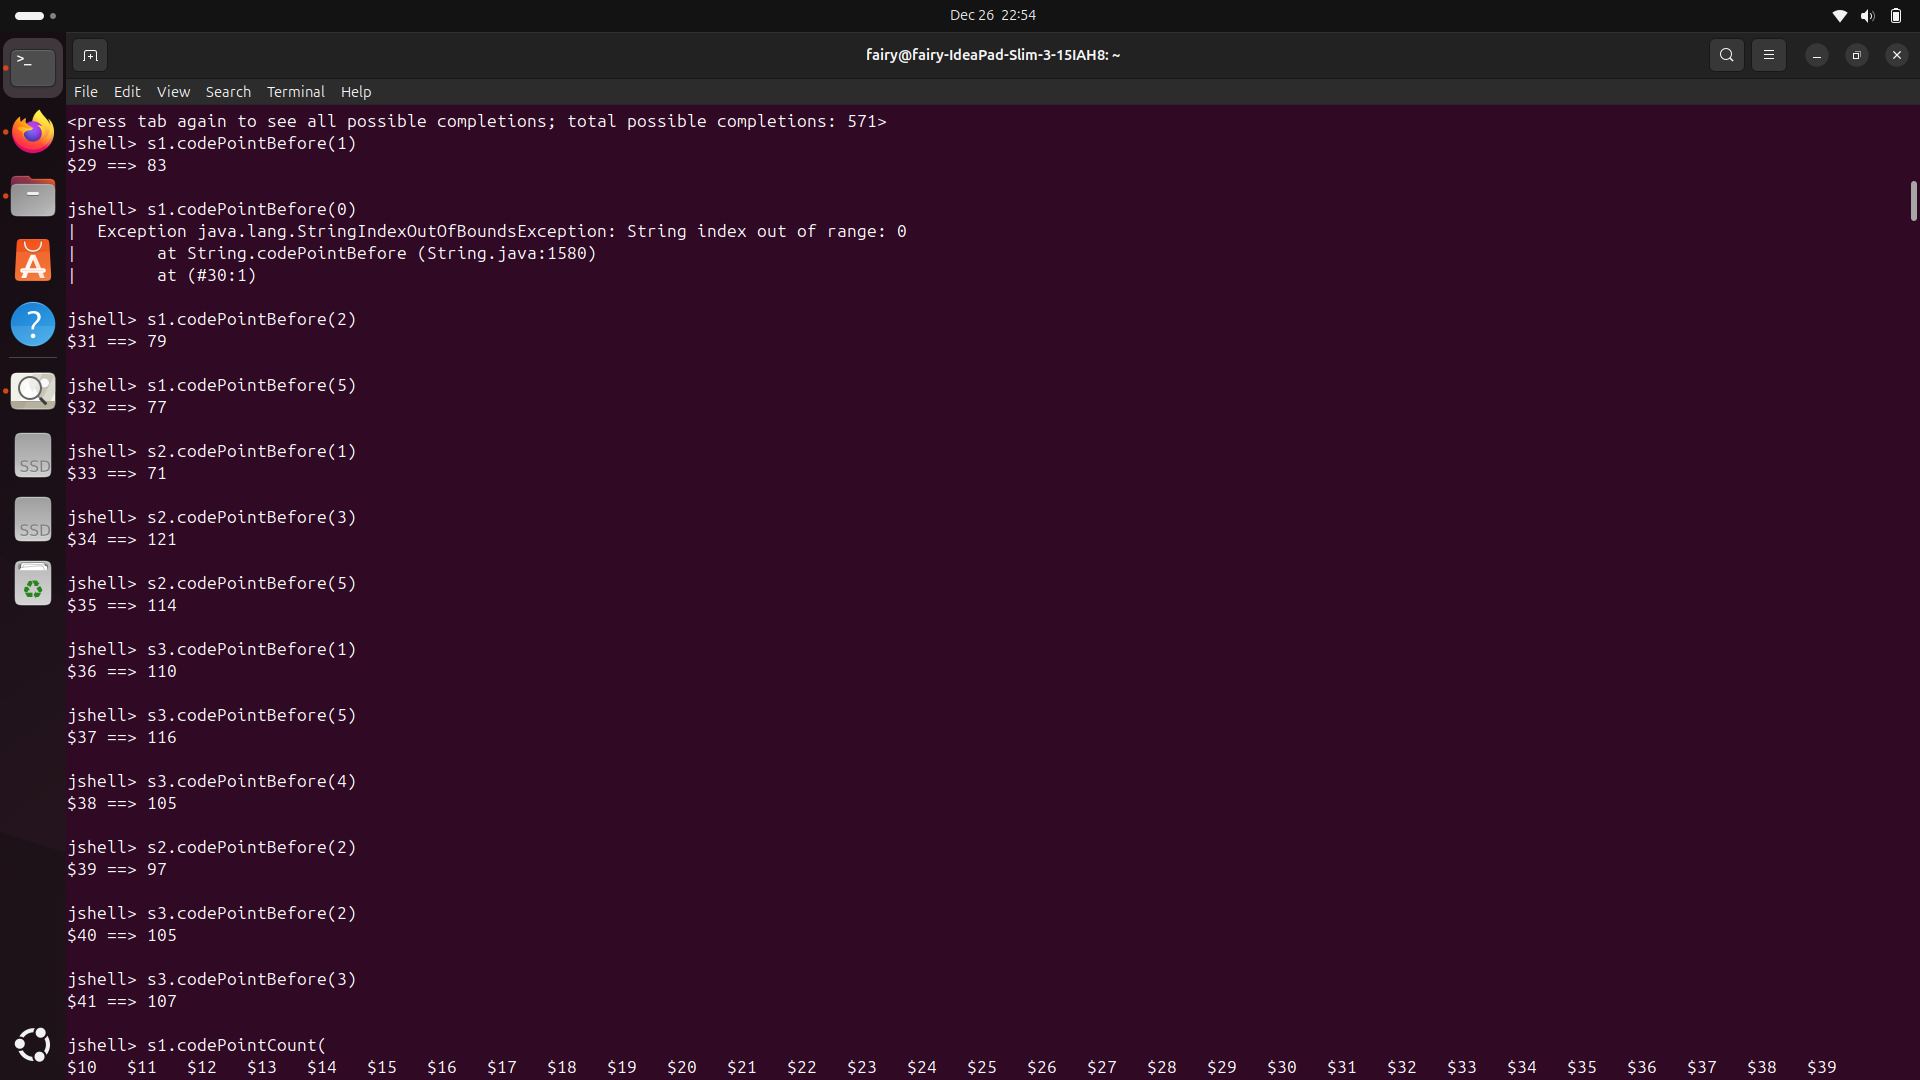 Dec 26 22:54
fairy@fairy-IdeaPad-Slim-3-15IAH8: ~
File Edit View Search Terminal Help
<press tab again to see all possible completions; total possible completions: 571>
jshell> s1.codePointBefore(1)
$29 ==> 83
jshell> s1.codePointBefore(0)
|  Exception java.lang.StringIndexOutOfBoundsException: String index out of range: 0
|        at String.codePointBefore (String.java:1580)
|        at (#30:1)
jshell> s1.codePointBefore(2)
$31 ==> 79
jshell> s1.codePointBefore(5)
$32 ==> 77
jshell> s2.codePointBefore(1)
$33 ==> 71
jshell> s2.codePointBefore(3)
$34 ==> 121
jshell> s2.codePointBefore(5)
$35 ==> 114
jshell> s3.codePointBefore(1)
$36 ==> 110
jshell> s3.codePointBefore(5)
$37 ==> 116
jshell> s3.codePointBefore(4)
$38 ==> 105
jshell> s2.codePointBefore(2)
$39 ==> 97
jshell> s3.codePointBefore(2)
$40 ==> 105
jshell> s3.codePointBefore(3)
$41 ==> 107
jshell> s1.codePointCount(
$10   $11   $12   $13   $14   $15   $16   $17   $18   $19   $20   $21   $22   $23   $24   $25   $26   $27   $28   $29   $30   $31   $32   $33   $34   $35   $36   $37   $38   $39
>_
?
SSD
SSD